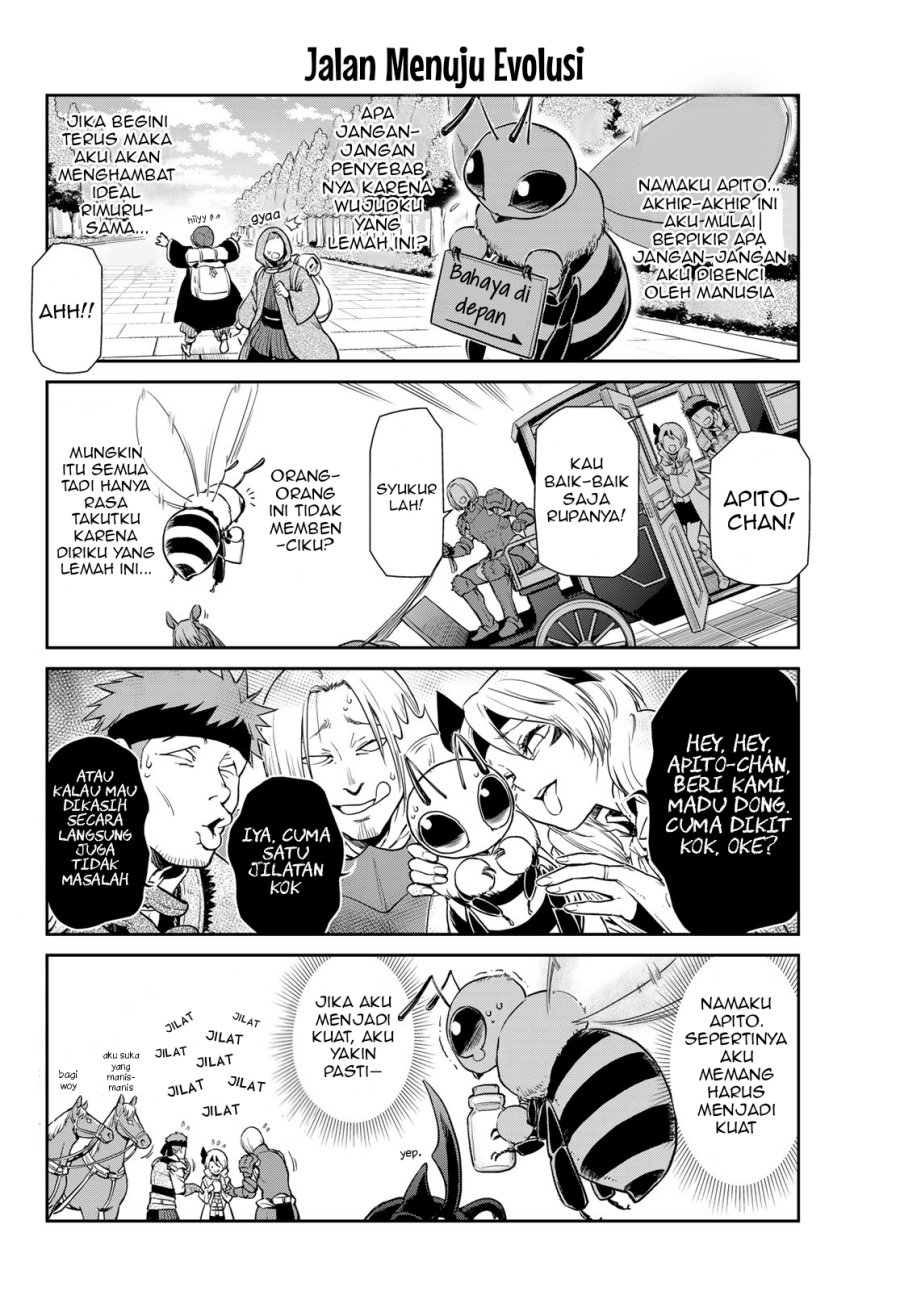 Jalan Menuju Evolusi
NAMAKU APITO...
AKHIR-AKHIR INI
AKU MULAI
BERPIKIR APA
JANGAN-JANGAN
AKU DIBENCI
OLEH MANUSIA
Bahaya di
depan
APA
JANGAN-
JANGAN
PENYEBAB
NYA KARENA
WUJUDKU
YANG
LEMAH INI?
gyaa
hiiyy
JIKA BEGINI
TERUS MAKA
AKU AKAN
MENGHAMBAT
IDEAL
RIMURU-
SAMA...
AHH!!
APITO-
CHAN!
KAU
BAIK-BAIK
SAJA
RUPANYA!
SYUKUR
LAH!
ORANG-
ORANG
INI TIDAK
MEMBEN
-CIKU?
MUNGKIN
ITU SEMUA
TADI HANYA
RASA
TAKUTKU
KARENA
DIRIKU YANG
LEMAH INI...
HEY, HEY,
APITO-CHAN,
BERI KAMI
MADU DONG.
CUMA DIKIT
KOK, OKE?
IYA, CUMA
SATU
JILATAN
KOK
ATAU
KALAU MAU
DIKASIH
SECARA
LANGSUNG
JUGA
TIDAK
MASALAH
NAMAKU
APITO.
SEPERTINYA
AKU
MEMANG
HARUS
MENJADI
KUAT
JIKA AKU
MENJADI
KUAT, AKU
YAKIN
PASTI—
yep.
JILAT
JILAT
JILAT
JILAT
JILAT
JILAT
JILAT
JILAT
aku suka
yang
manis-
manis
bagi
woy